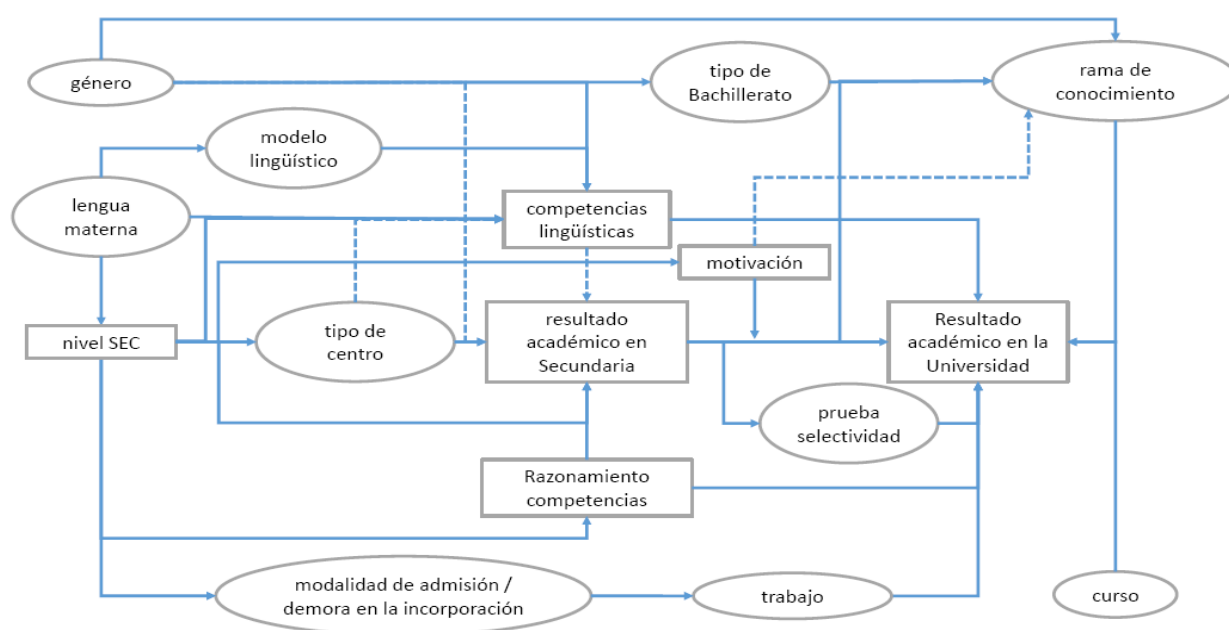 género
tipo de
Bachillerato
rama de
conocimiento
modelo
lingüístico
lengua
materna
competencias
lingüísticas
motivación
nivel SEC
tipo de
centro
resultado
académico en
Secundaria
Resultado
académico en la
Universidad
prueba
selectividad
Razonamiento
competencias
modalidad de admisión /
demora en la incorporación
trabajo
curso